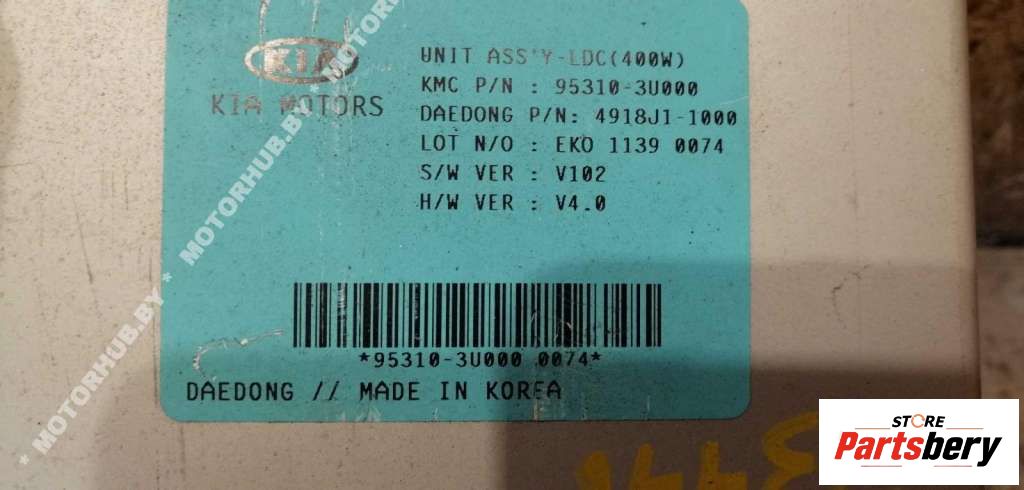 KIA
KIA MOTORS
UNIT ASS'Y-LDC(400W)
KMC P/N : 95310-3U000
DAEDONG P/N: 4918J1-1000
LOT N/O : EKO 1139 0074
S/W VER : V102
H/W VER : V4.0
*95310-3U000 0074*
DAEDONG // MADE IN KOREA
* MOTORHUB.BY * MOTORHUB.BY *
STORE
Partsbery